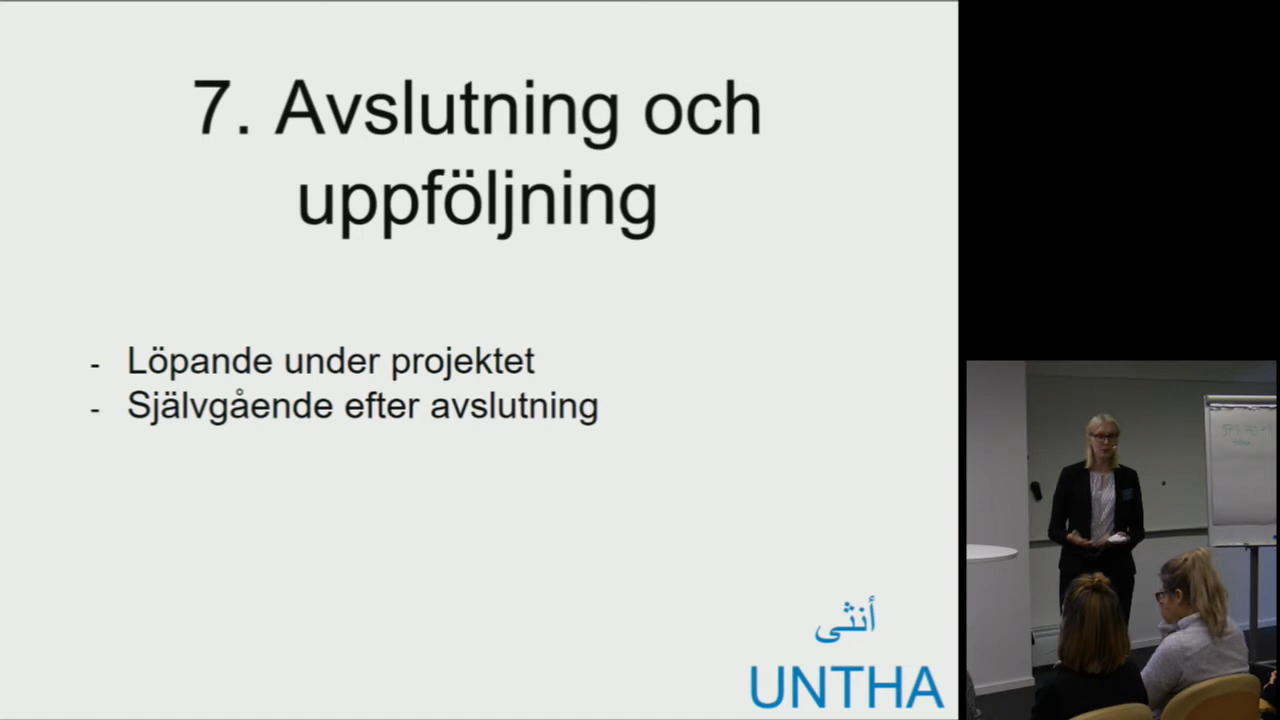 7. Avslutning och
uppföljning
- Löpande under projektet
- Självgående efter avslutning
أنثى
UNTHA